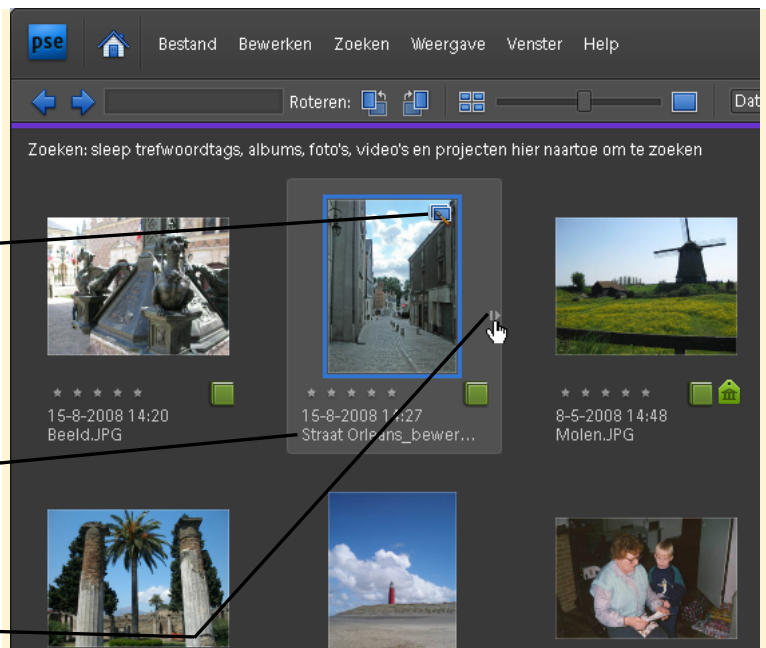 pse Bestand Bewerken Zoeken Weergave Venster Help
Roteren: Dat
Zoeken: sleep trefwoordtags, albums, foto's, video's en projecten hier naartoe om te zoeken
15-8-2008 14:20
Beeld.JPG
15-8-2008 14:27
Straat Orleans_bewer...
8-5-2008 14:48
Molen.JPG